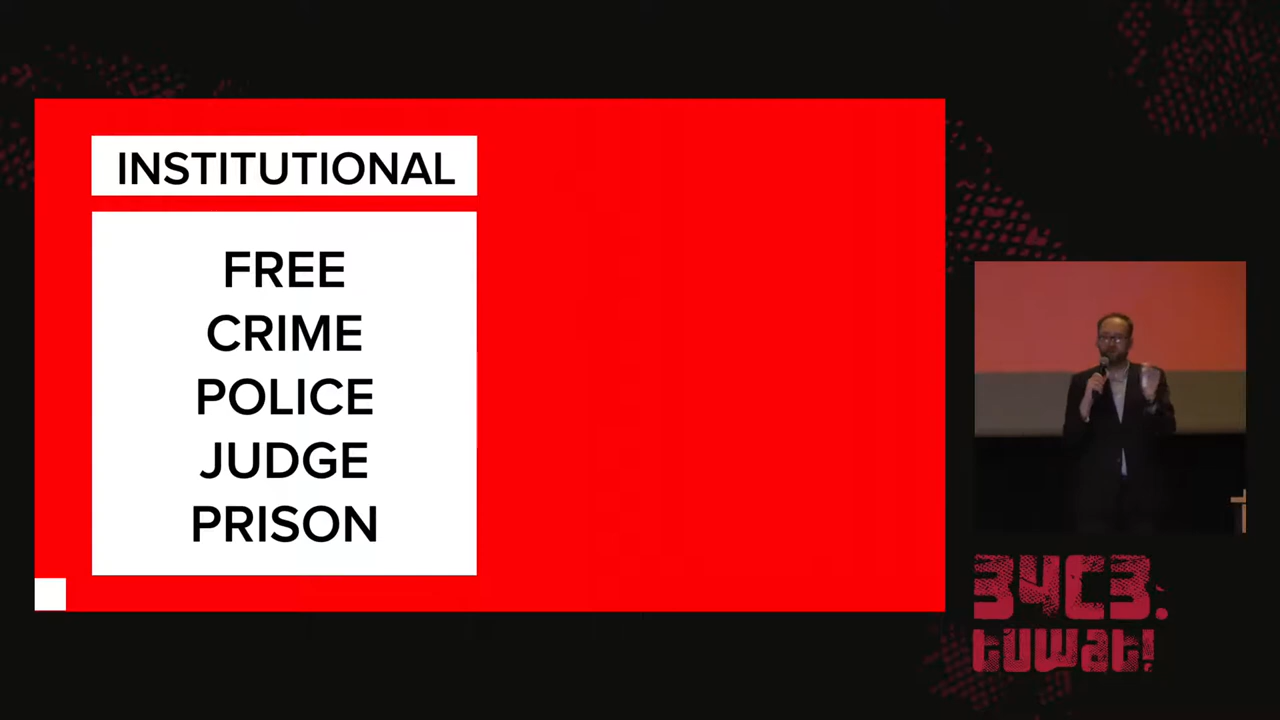 INSTITUTIONAL
FREE
CRIME
POLICE
JUDGE
PRISON
34C3.
tuwat!